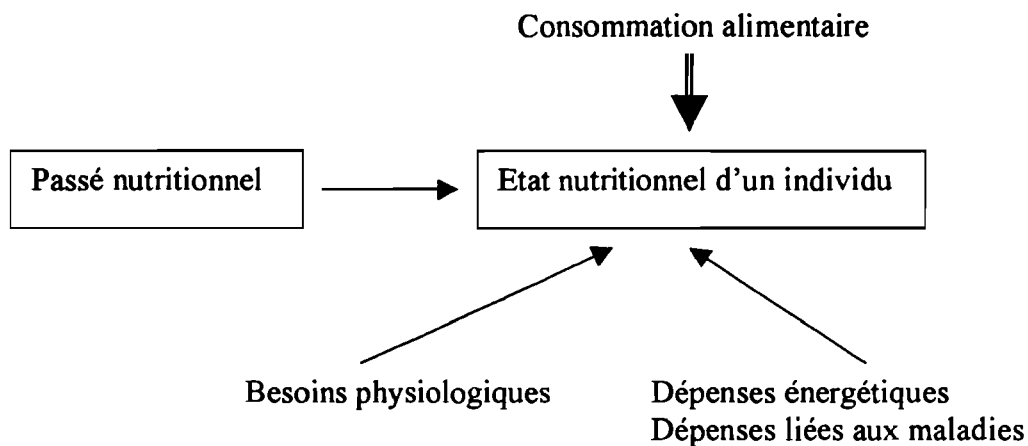 Consommation alimentaire
Passé nutritionnel
Etat nutritionnel d'un individu
Besoins physiologiques
Dépenses énergétiques
Dépenses liées aux maladies